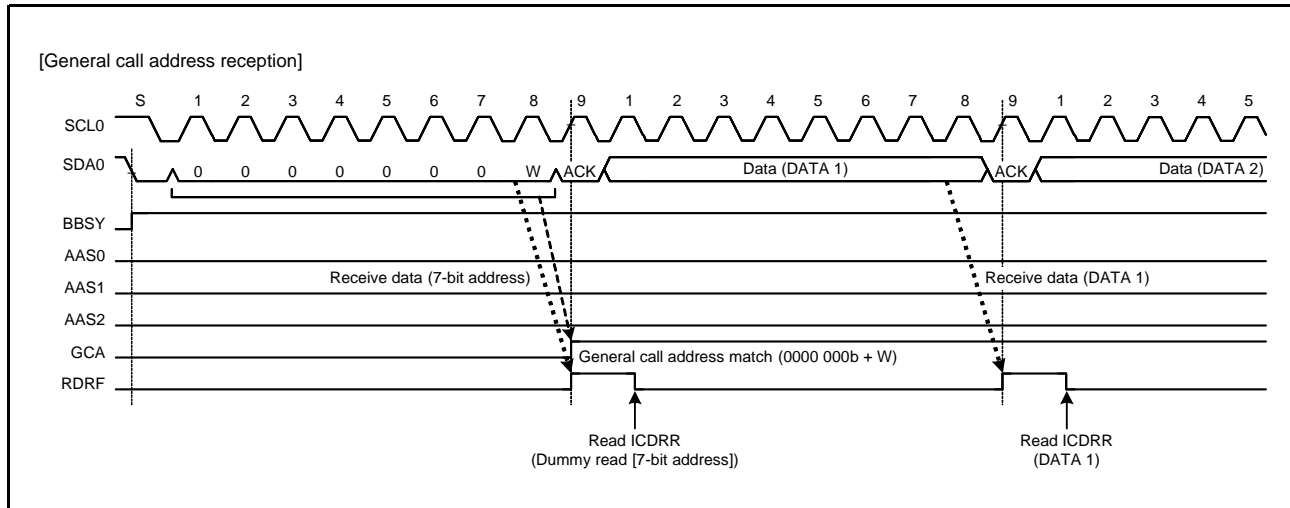 [General call address reception]
S 1 2 3 4 5 6 7 8 9 1 2 3 4 5 6 7 8 9 1 2 3 4 5
SCL0
SDA0 0 0 0 0 0 0 0 W ACK Data (DATA 1) ACK Data (DATA 2)
BBSY
AAS0
Receive data (7-bit address) Receive data (DATA 1)
AAS1
AAS2
GCA General call address match (0000 000b + W)
RDRF
Read ICDRR Read ICDRR
(Dummy read [7-bit address]) (DATA 1)